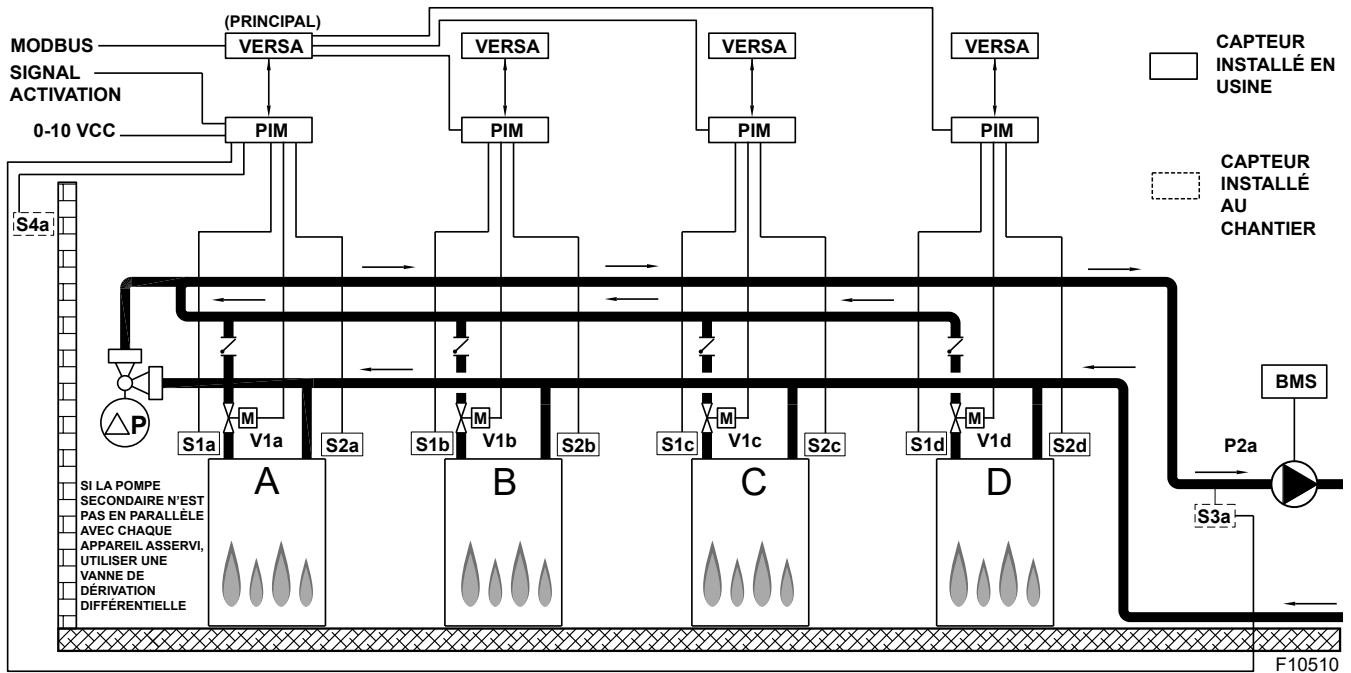 (PRINCIPAL)
MODBUS
VERSA
VERSA
VERSA
VERSA
SIGNAL
ACTIVATION
0-10 VCC
PIM
PIM
PIM
PIM
CAPTEUR
INSTALLÉ EN
USINE
CAPTEUR
INSTALLÉ
AU
CHANTIER
S4a
BMS
P2a
ΔP
M
M
M
M
S1a
V1a
S2a
S1b
V1b
S2b
S1c
V1c
S2c
S1d
V1d
S2d
A
B
C
D
S3a
SI LA POMPE
SECONDAIRE N'EST
PAS EN PARALLÈLE
AVEC CHAQUE
APPAREIL ASSERVI,
UTILISER UNE
VANNE DE
DÉRIVATION
DIFFÉRENTIELLE
F10510